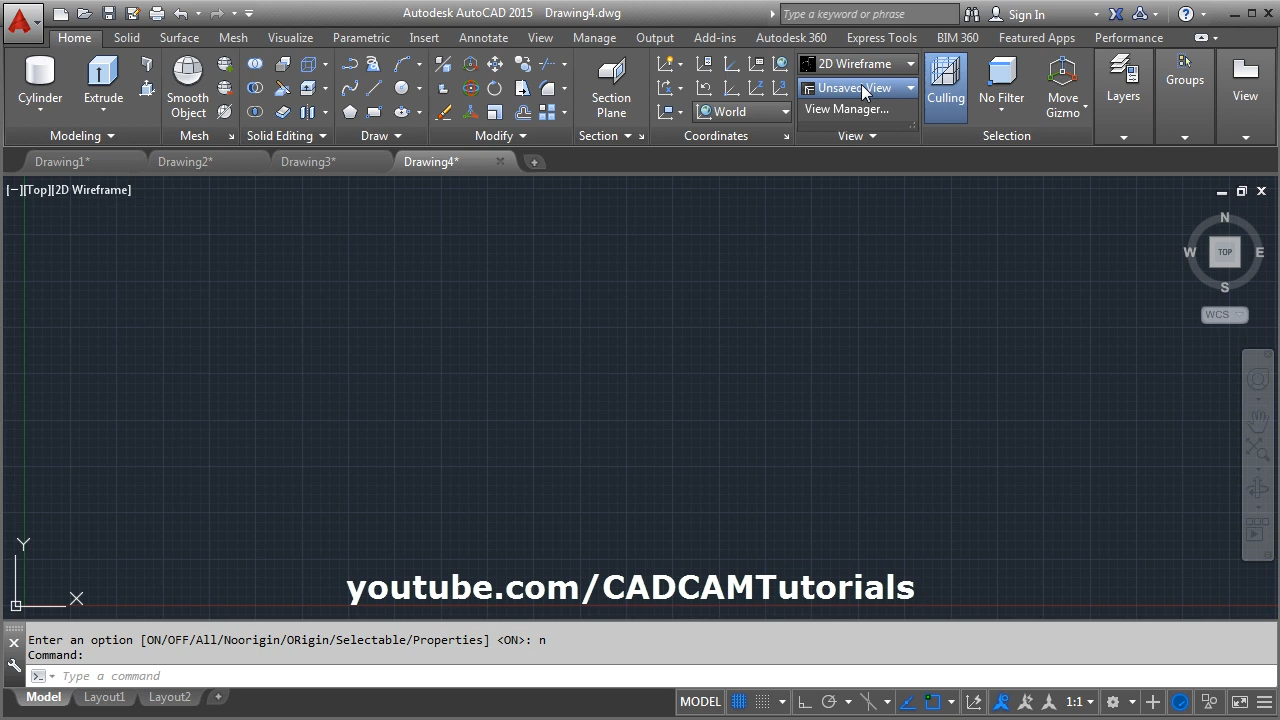 Autodesk AutoCAD 2015 Drawing4.dwg
Type a keyword or phrase
Sign In
Home Solid Surface Mesh Visualize Parametric Insert Annotate View Manage Output Add-ins Autodesk 360 Express Tools BIM 360 Featured Apps Performance
Cylinder
Extrude
Smooth
Object
Section
Plane
World
2D Wireframe
Unsaved View
View Manager...
Culling
No Filter
Move
Gizmo
Layers
Groups
View
Modeling Mesh Solid Editing Draw Modify Section Coordinates View Selection
Drawing1* Drawing2* Drawing3* Drawing4*
[−][Top][2D Wireframe]
N
W TOP E
S
WCS
Y
X
youtube.com/CADCAMTutorials
Enter an option [ON/OFF/All/Noorigin/ORigin/Selectable/Properties] <ON>: n
Command:
Type a command
Model Layout1 Layout2
MODEL 1:1